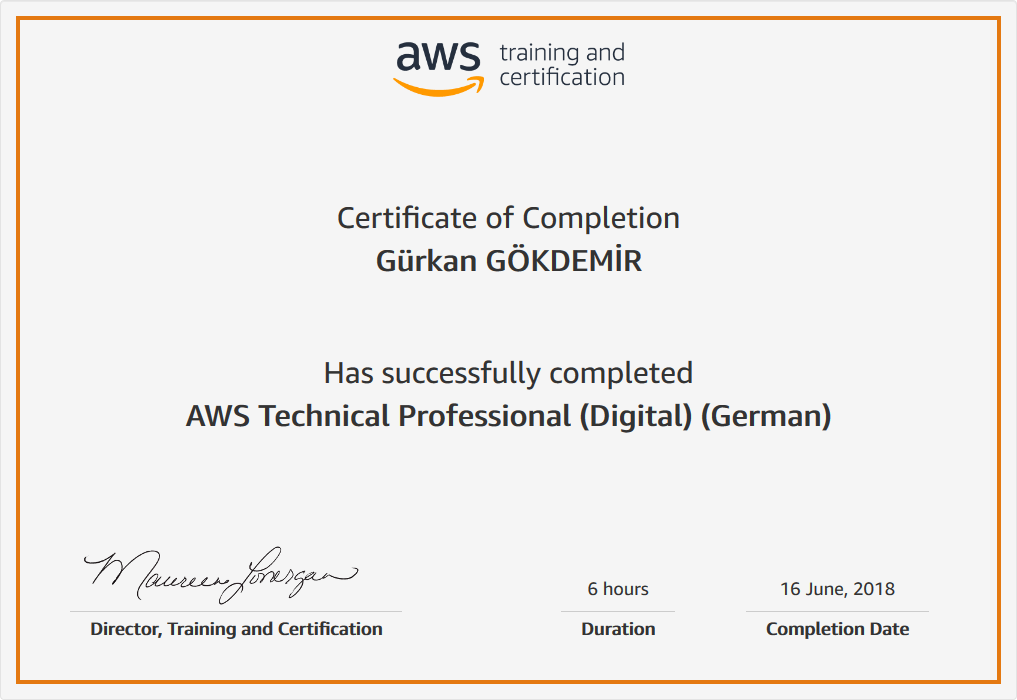 aws training and
certification
Certificate of Completion
Gürkan GÖKDEMİR
Has successfully completed
AWS Technical Professional (Digital) (German)
Maureen Lonergan
6 hours
16 June, 2018
Director, Training and Certification
Duration
Completion Date